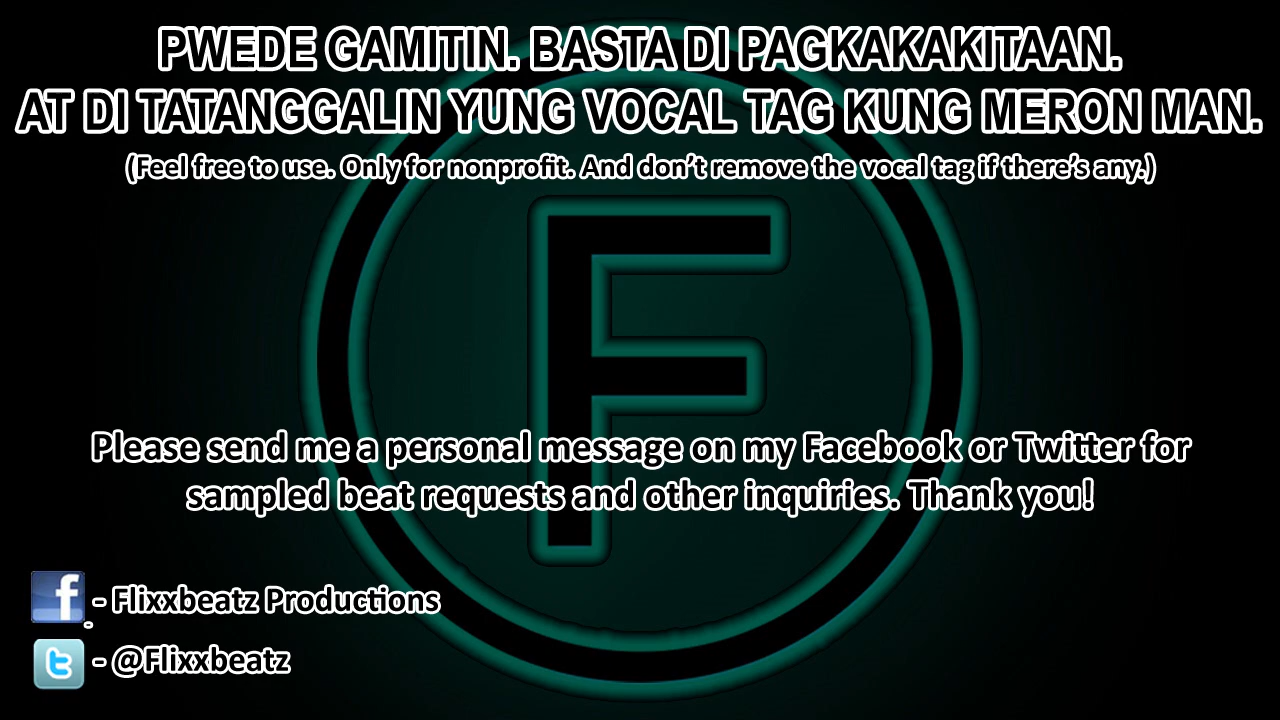 PWEDE GAMITIN. BASTA DI PAGKAKAKITAAN.
AT DI TATANGGALIN YUNG VOCAL TAG KUNG MERON MAN.
(Feel free to use. Only for nonprofit. And don't remove the vocal tag if there's any.)
F
Please send me a personal message on my Facebook or Twitter for
sampled beat requests and other inquiries. Thank you!
f - Flixxbeatz Productions
-
t - @Flixxbeatz